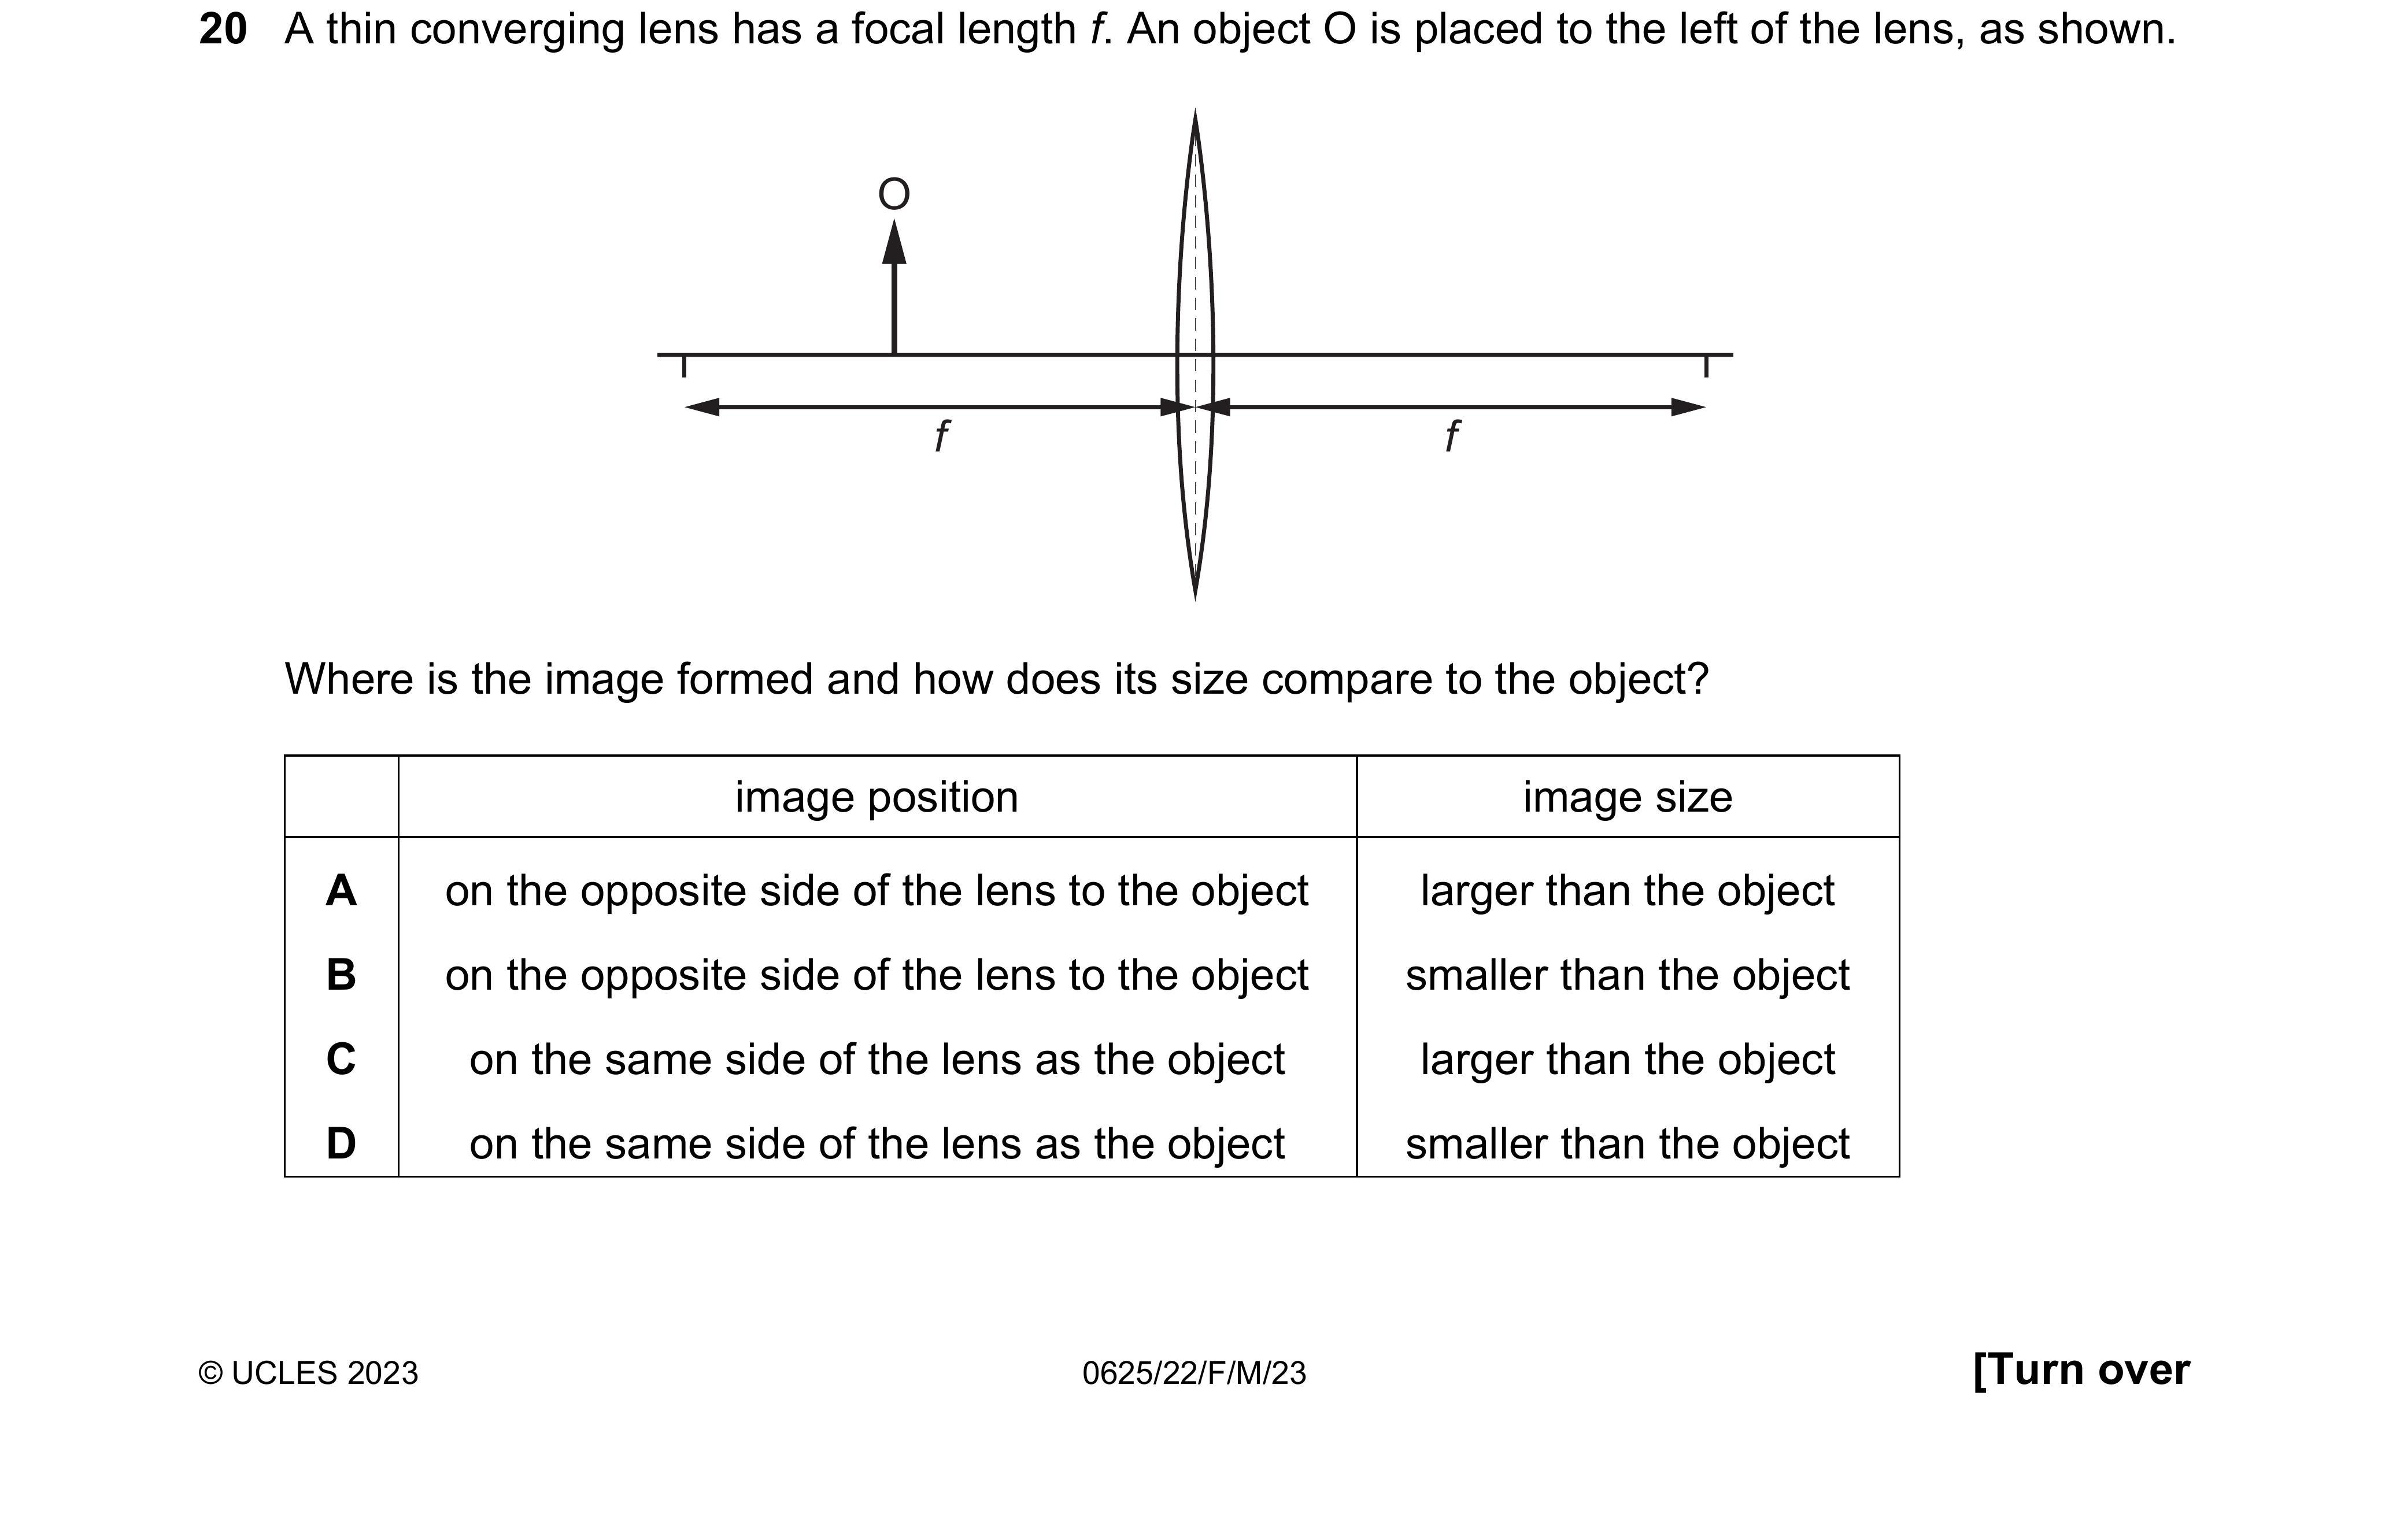 20 A thin converging lens has a focal length f. An object O is placed to the left of the lens, as shown.
O
f f
Where is the image formed and how does its size compare to the object?
image position image size
A on the opposite side of the lens to the object larger than the object
B on the opposite side of the lens to the object smaller than the object
C on the same side of the lens as the object larger than the object
D on the same side of the lens as the object smaller than the object
© UCLES 2023 0625/22/F/M/23 [Turn over